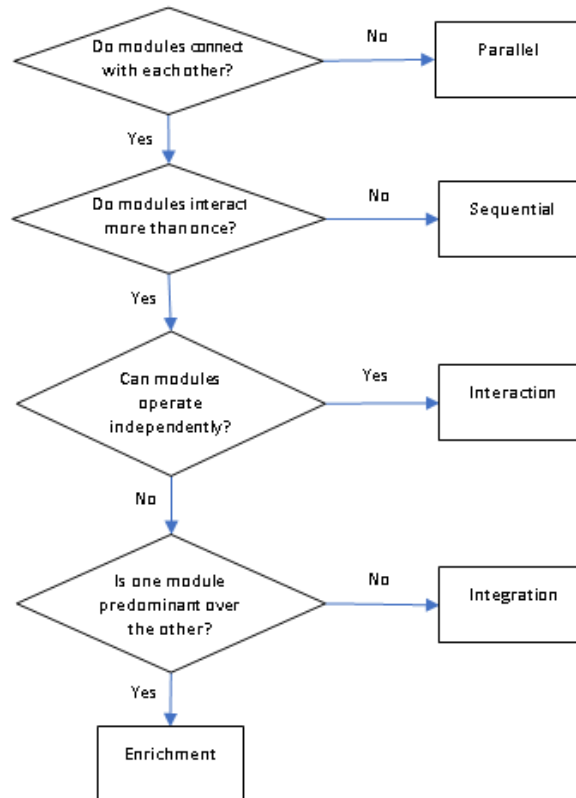 Do modules connect
with each other?
No
Parallel
Yes
Do modules interact
more than once?
No
Sequential
Yes
Can modules
operate
independently?
Yes
Interaction
No
Is one module
predominant over
the other?
No
Integration
Yes
Enrichment